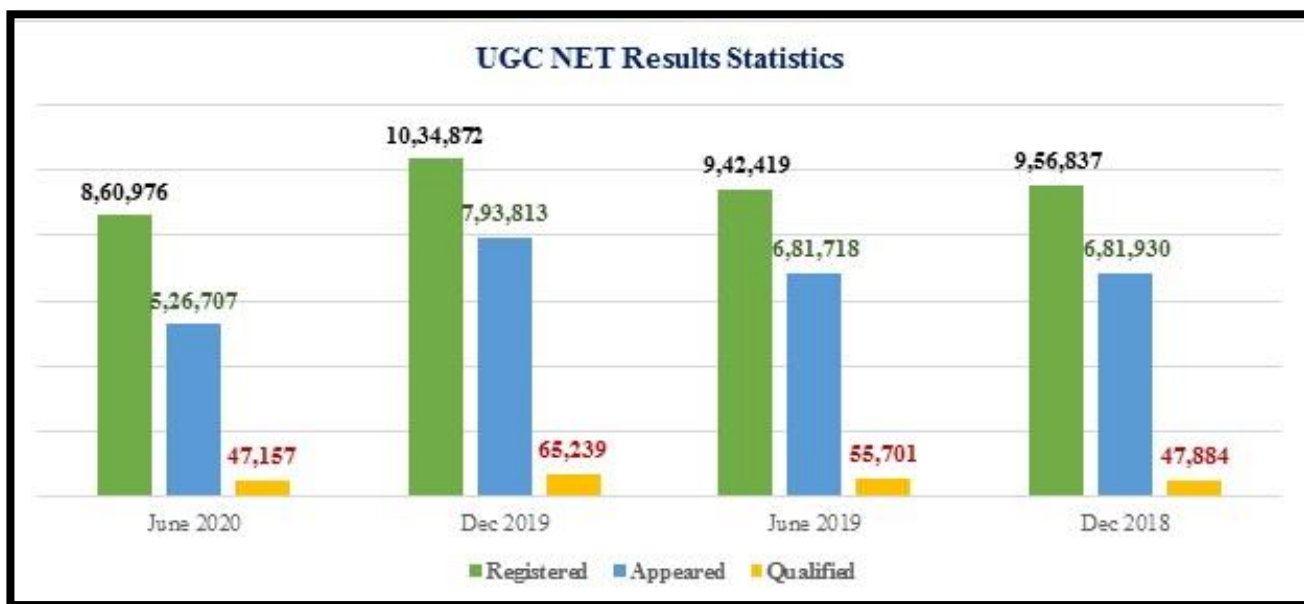 UGC NET Results Statistics
10,34,872
9,42,419
9,56,837
8,60,976
7,93,813
6,81,718
6,81,930
5,26,707
47,157
65,239
55,701
47,884
June 2020
Dec 2019
June 2019
Dec 2018
Registered Appeared Qualified